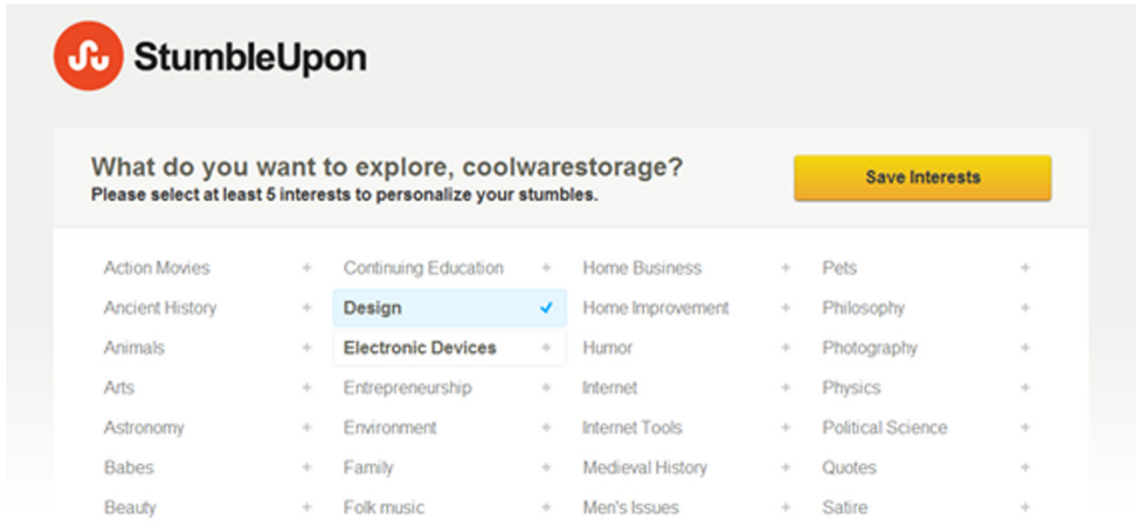 StumbleUpon
What do you want to explore, coolwarestorage?
Please select at least 5 interests to personalize your stumbles.
Save Interests
Action Movies + Continuing Education + Home Business + Pets +
Ancient History + Design ✓ Home Improvement + Philosophy +
Animals + Electronic Devices + Humor + Photography +
Arts + Entrepreneurship + Internet + Physics +
Astronomy + Environment + Internet Tools + Political Science +
Babes + Family + Medieval History + Quotes +
Beauty + Folk music + Men's Issues + Satire +